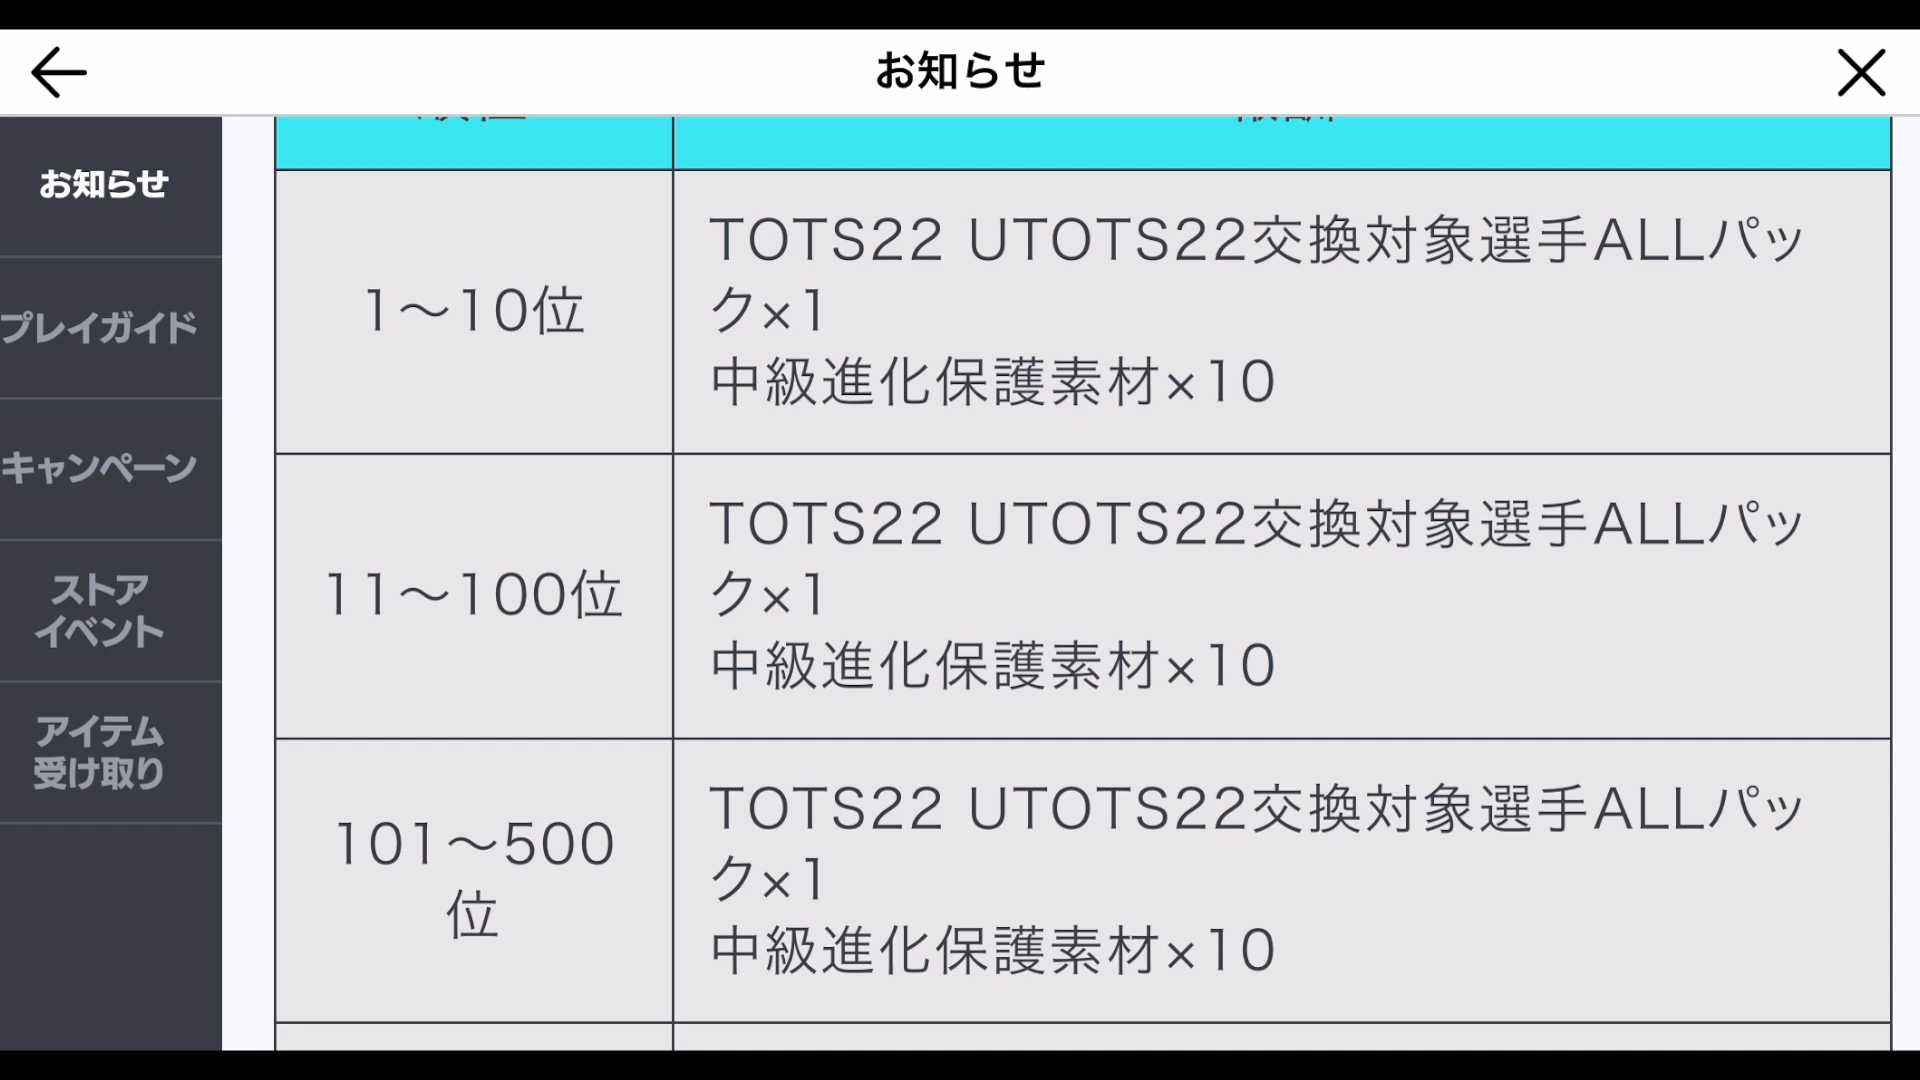 お知らせ
お知らせ
プレイガイド
キャンペーン
ストア
イベント
アイテム
受け取り
1〜10位
TOTS22 UTOTS22交換対象選手ALLパッ
ク×1
中級進化保護素材×10
11〜100位
TOTS22 UTOTS22交換対象選手ALLパッ
ク×1
中級進化保護素材×10
101〜500
位
TOTS22 UTOTS22交換対象選手ALLパッ
ク×1
中級進化保護素材×10